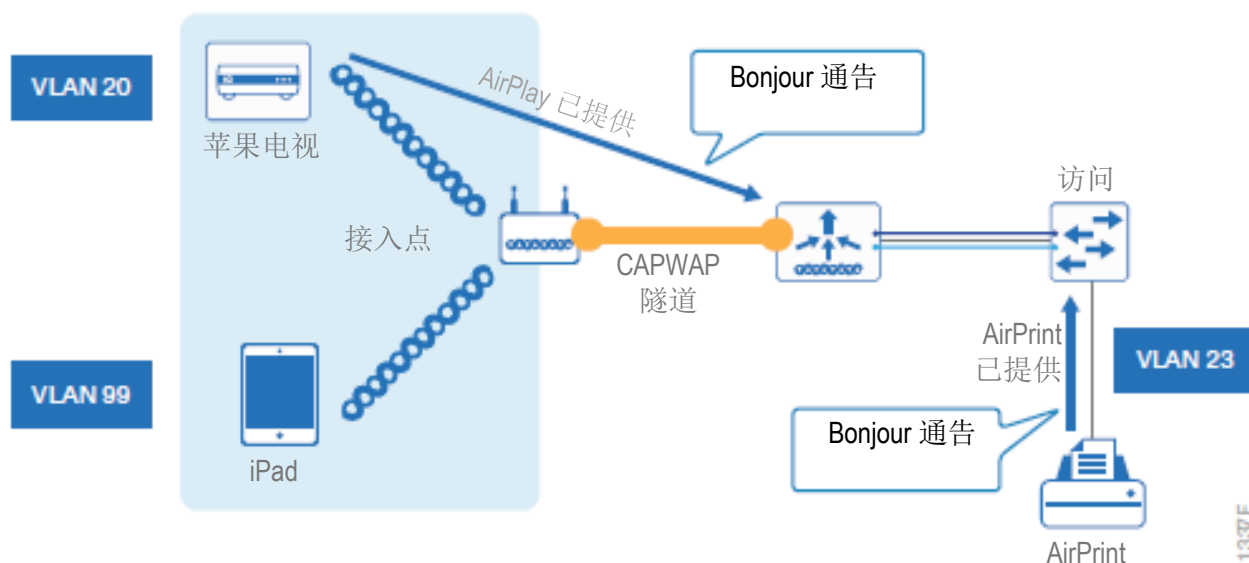 VLAN 20
苹果电视
AirPlay 已提供
Bonjour 通告
访问
接入点
CAPWAP
隧道
AirPrint
已提供
VLAN 23
VLAN 99
iPad
Bonjour 通告
AirPrint